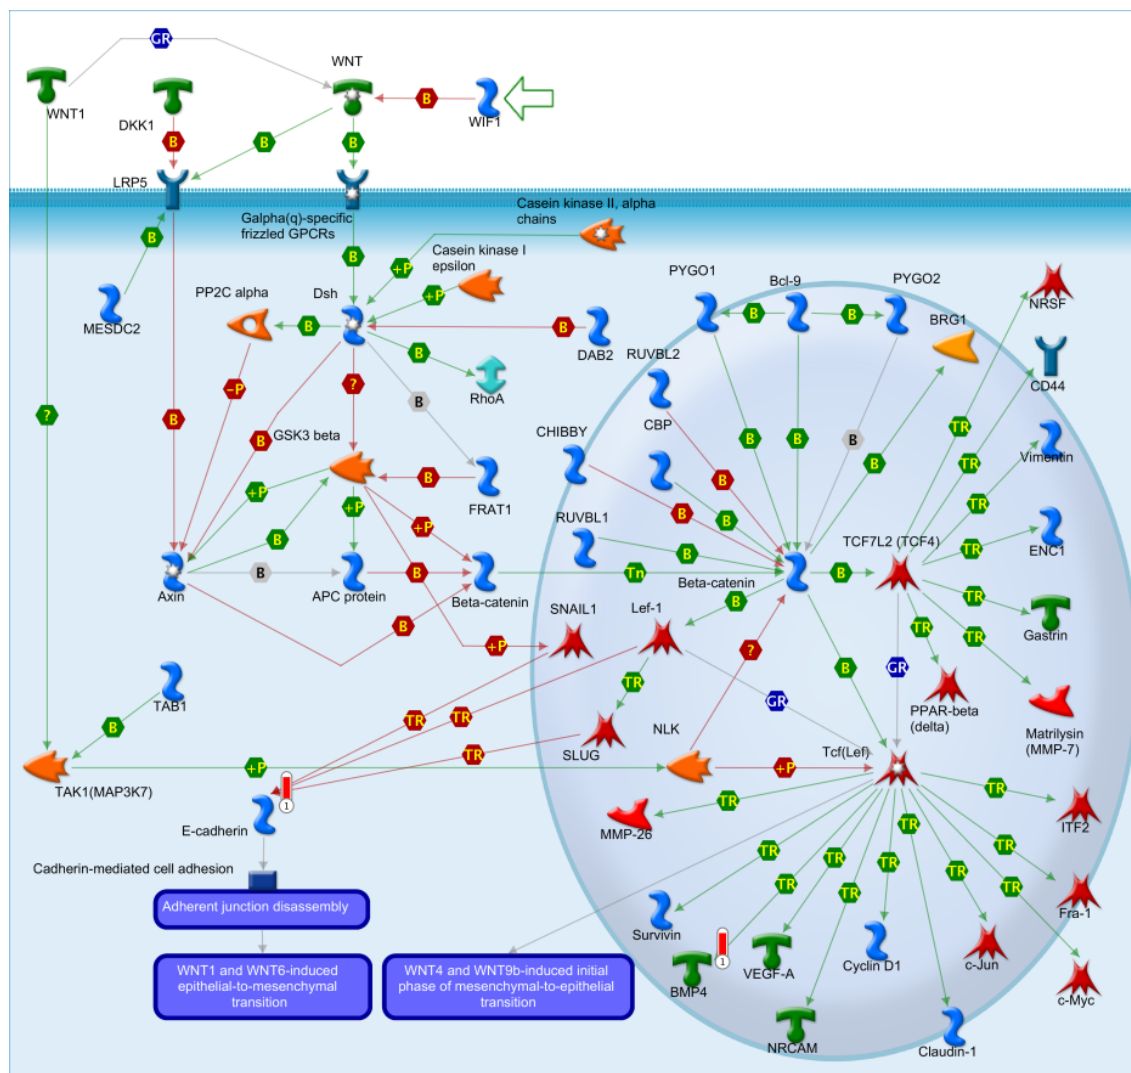 GR
WNT
WNT1
DKK1
B
WIF1
B
B
B
LRP5
Galpha(q)-specific
frizzled GPCRs
Casein kinase II, alpha
chains
B
B
+P
Casein kinase I
epsilon
+P
MESDC2
PP2C alpha
Dsh
B
B
DAB2
B
RhoA
PYGO1
Bcl-9
PYGO2
B
B
BRG1
NRSF
CD44
RUVBL2
CBP
–P
?
B
?
B
B
GSK3 beta
+P
B
FRAT1
+P
+P
CHIBBY
B
B
B
B
B
TR
TR
Vimentin
TR
B
B
RUVBL1
B
B
TCF7L2 (TCF4)
TR
ENC1
Axin
B
APC protein
B
Beta-catenin
Tn
Beta-catenin
B
B
SNAIL1
Lef-1
B
TR
TR
Gastrin
+P
?
B
GR
TR
TAB1
B
TR
GR
PPAR-beta
(delta)
Matrilysin
(MMP-7)
TR
TR
TR
SLUG
NLK
Tcf(Lef)
TAK1(MAP3K7)
+P
+P
1
E-cadherin
MMP-26
TR
TR
ITF2
Cadherin-mediated cell adhesion
TR
TR
TR
TR
TR
TR
TR
TR
TR
Adherent junction disassembly
Survivin
1
Fra-1
WNT1 and WNT6-induced
epithelial-to-mesenchymal
transition
WNT4 and WNT9b-induced initial
phase of mesenchymal-to-epithelial
transition
BMP4
VEGF-A
Cyclin D1
c-Jun
c-Myc
NRCAM
Claudin-1